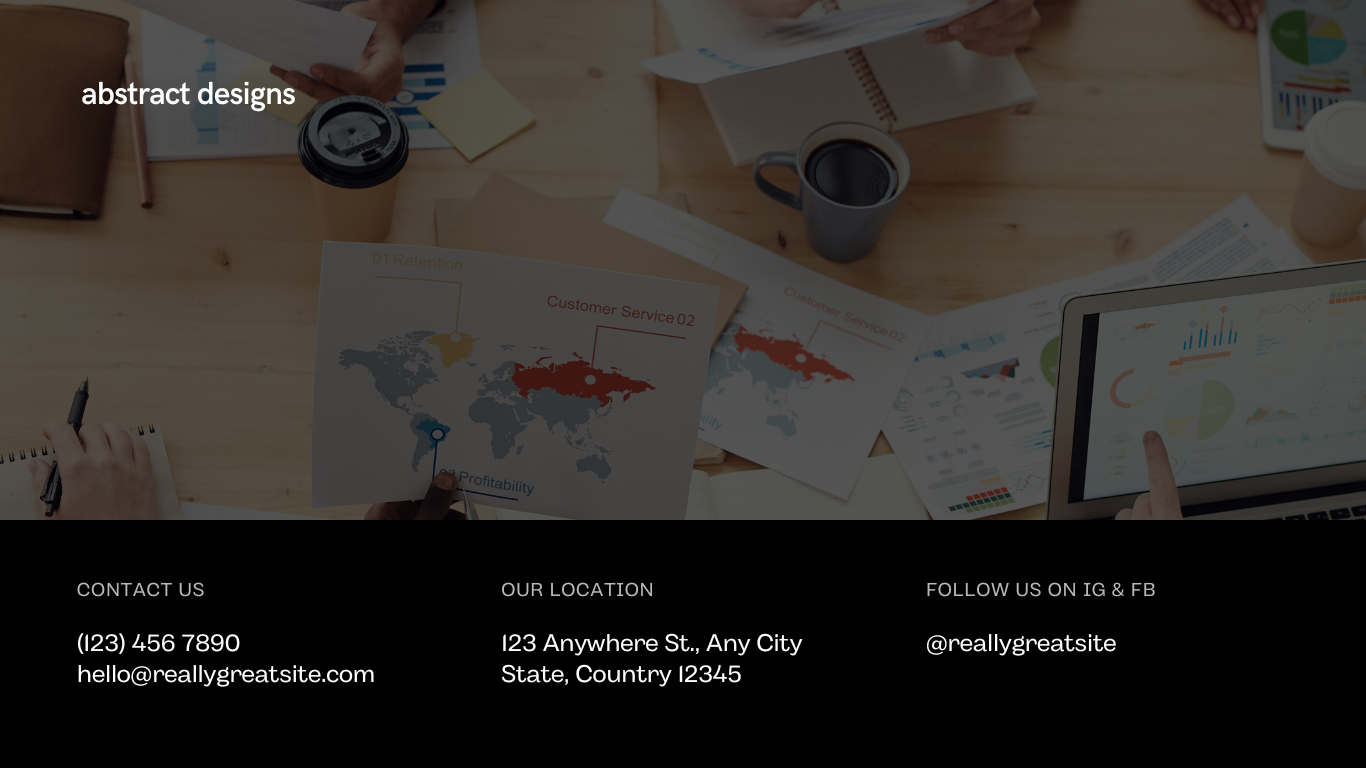 abstract designs
01 Retention
Customer Service 02
Customer Service 02
03 Profitability
CONTACT US
(123) 456 7890
hello@reallygreatsite.com
OUR LOCATION
123 Anywhere St., Any City
State, Country 12345
FOLLOW US ON IG & FB
@reallygreatsite